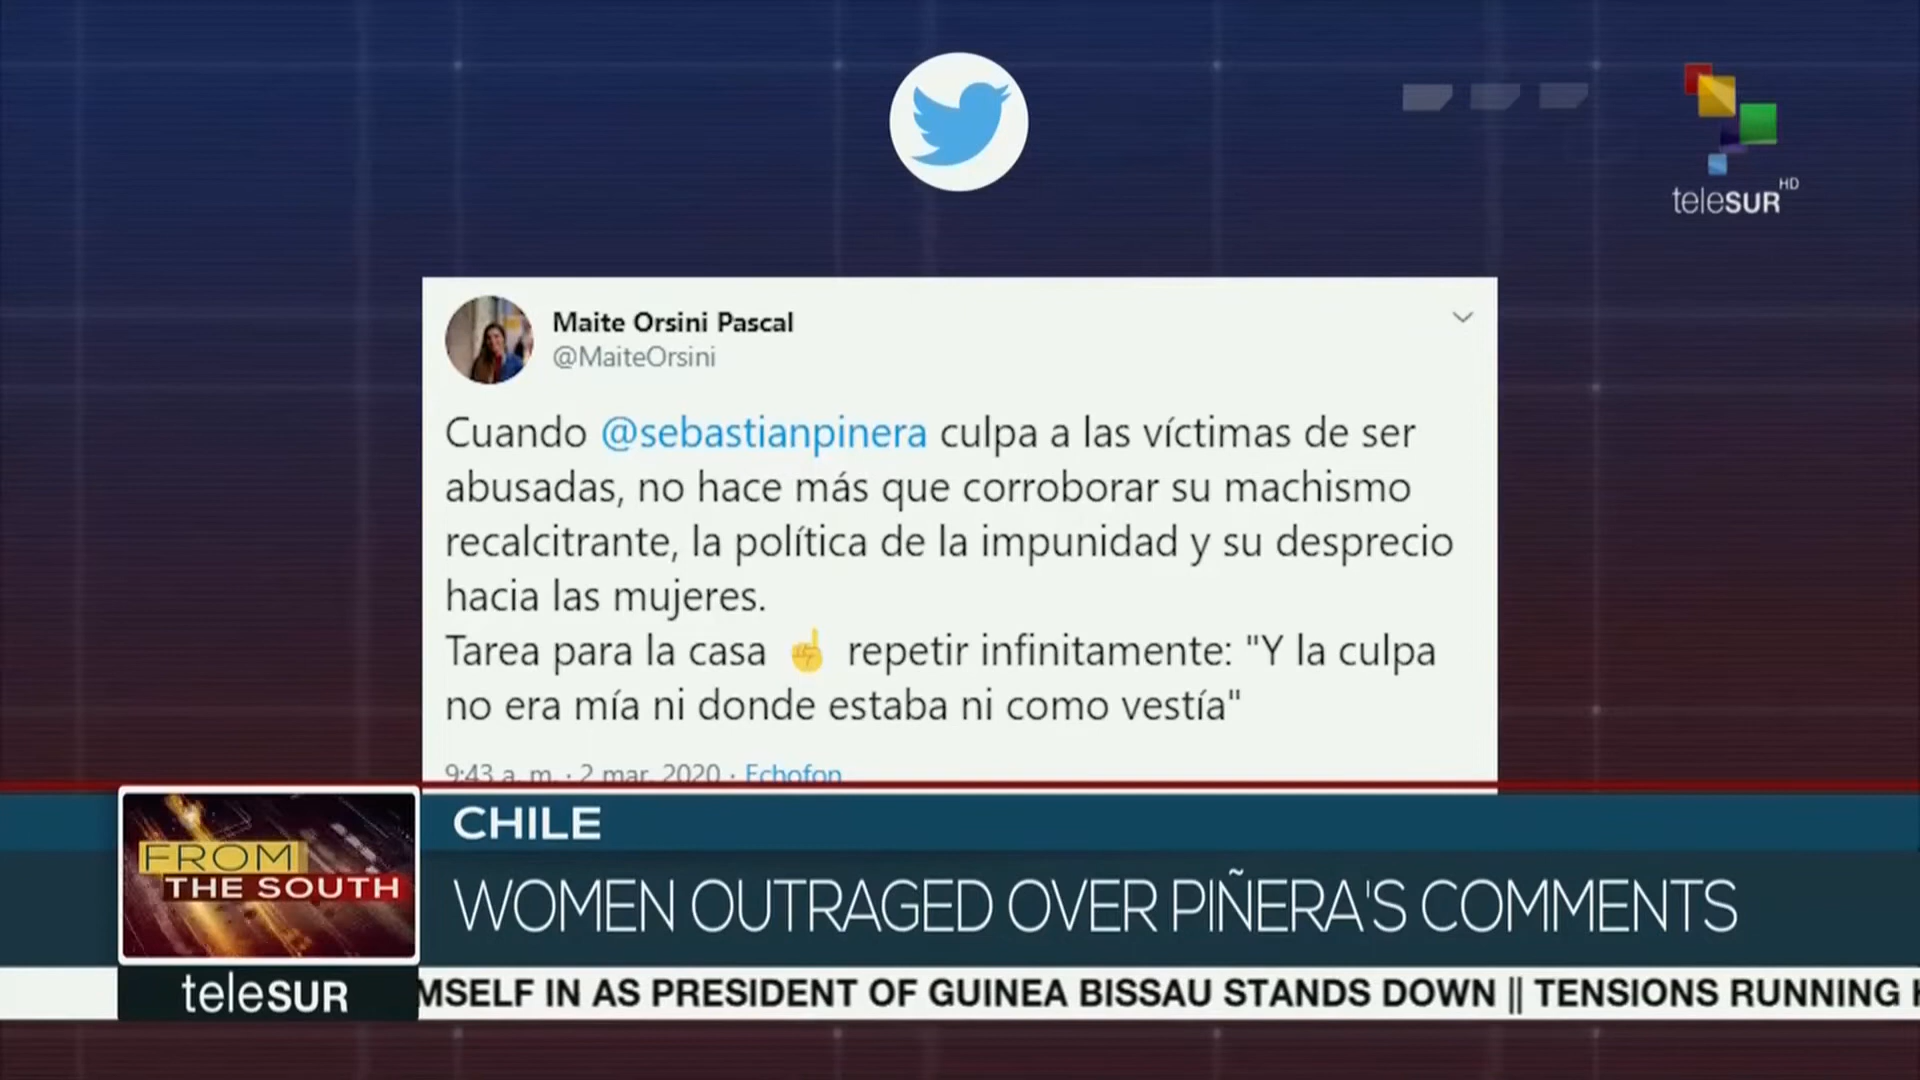 teleSUR HD
Maite Orsini Pascal
@MaiteOrsini
Cuando @sebastianpinera culpa a las víctimas de ser
abusadas, no hace más que corroborar su machismo
recalcitrante, la política de la impunidad y su desprecio
hacia las mujeres.
Tarea para la casa ☝ repetir infinitamente: "Y la culpa
no era mía ni donde estaba ni como vestía"
9:43 a. m. · 2 mar. 2020 · Echofon
CHILE
FROM
THE SOUTH
WOMEN OUTRAGED OVER PIÑERA'S COMMENTS
teleSUR
MSELF IN AS PRESIDENT OF GUINEA BISSAU STANDS DOWN || TENSIONS RUNNING